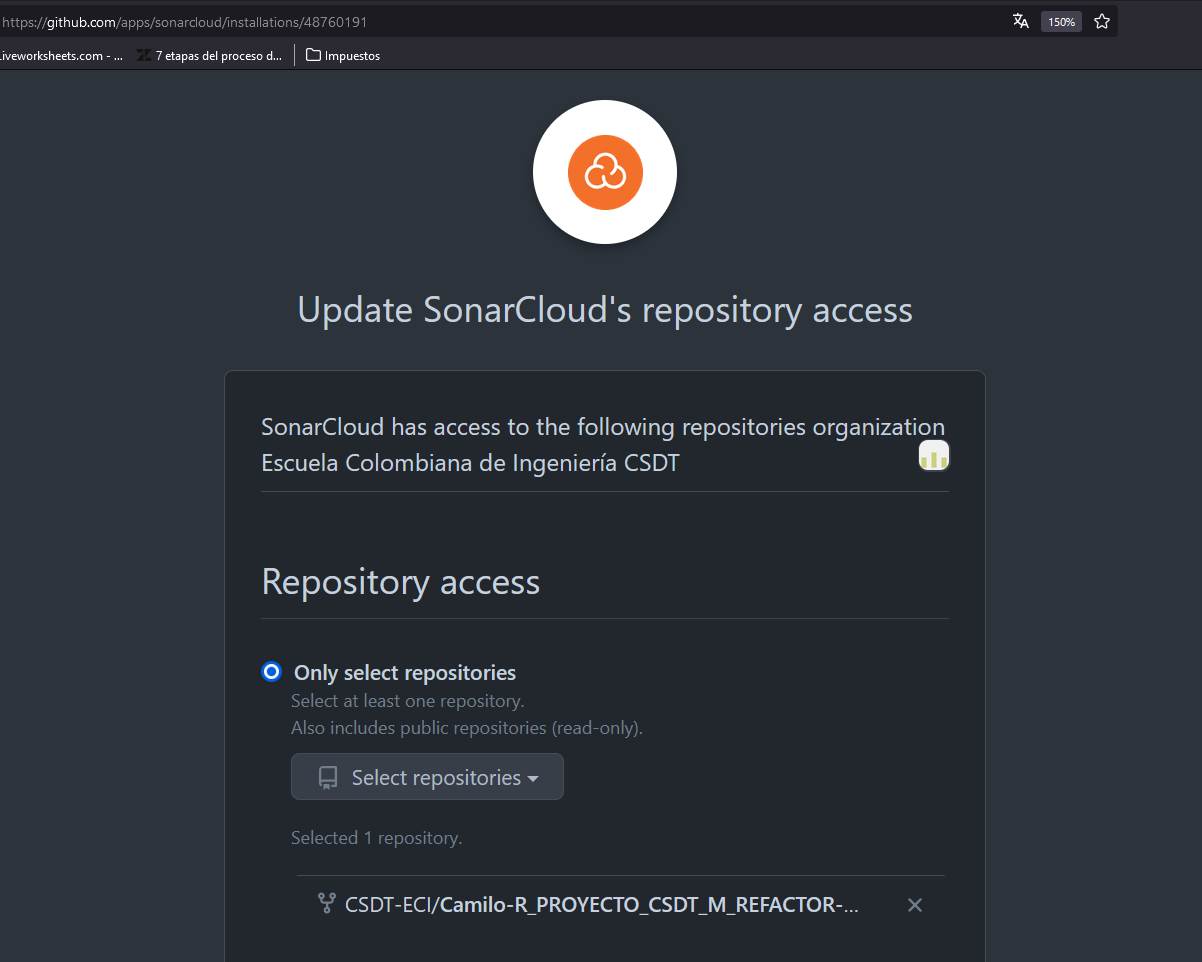 https://github.com/apps/sonarcloud/installations/48760191
150%
Liveworksheets.com - ...
7 etapas del proceso d...
Impuestos
Update SonarCloud's repository access
SonarCloud has access to the following repositories organization
Escuela Colombiana de Ingeniería CSDT
Repository access
Only select repositories
Select at least one repository.
Also includes public repositories (read-only).
Select repositories
Selected 1 repository.
CSDT-ECI/Camilo-R_PROYECTO_CSDT_M_REFACTOR-...